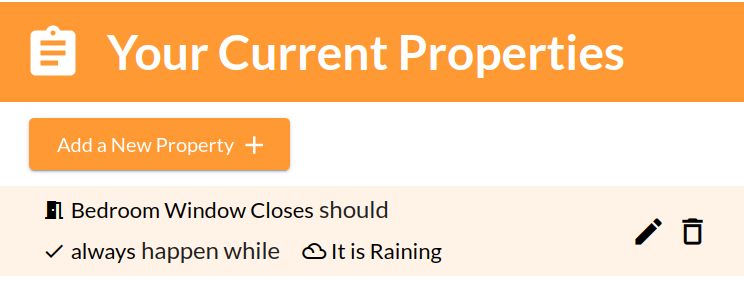 Your Current Properties
Add a New Property +
Bedroom Window Closes should
always happen while It is Raining